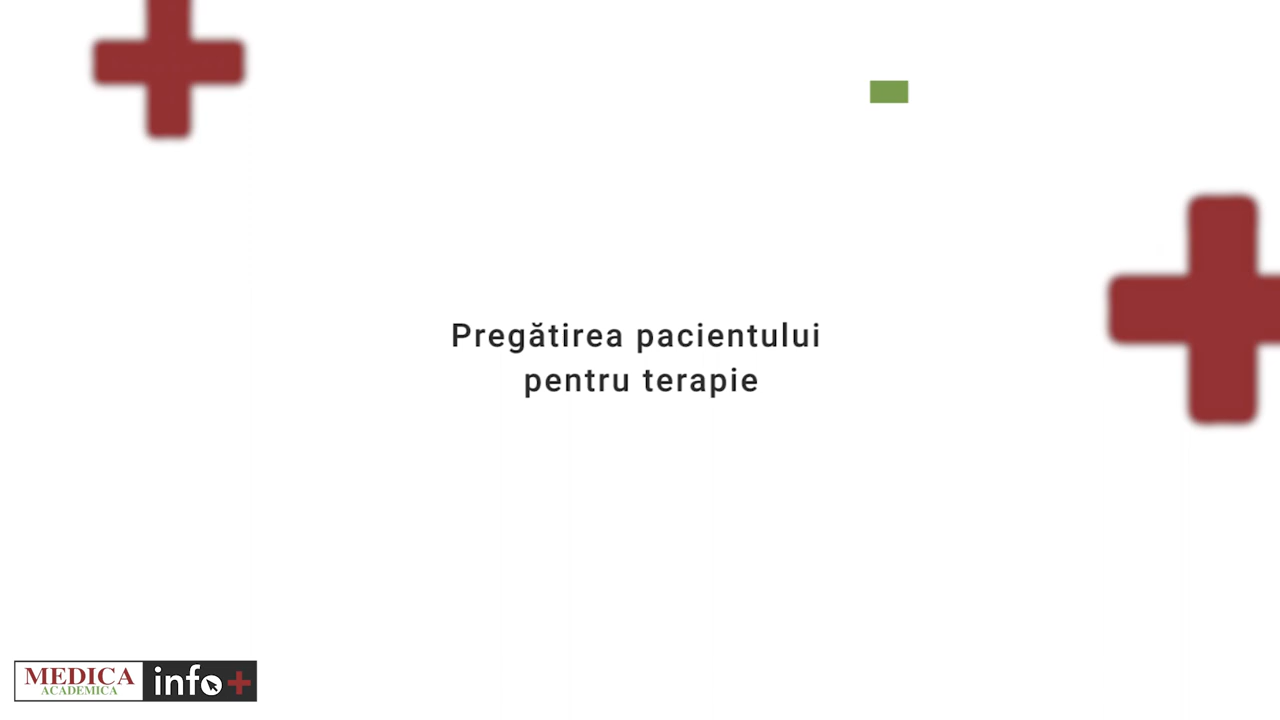 Pregătirea pacientului
pentru terapie
MEDICA
ACADEMICA
info